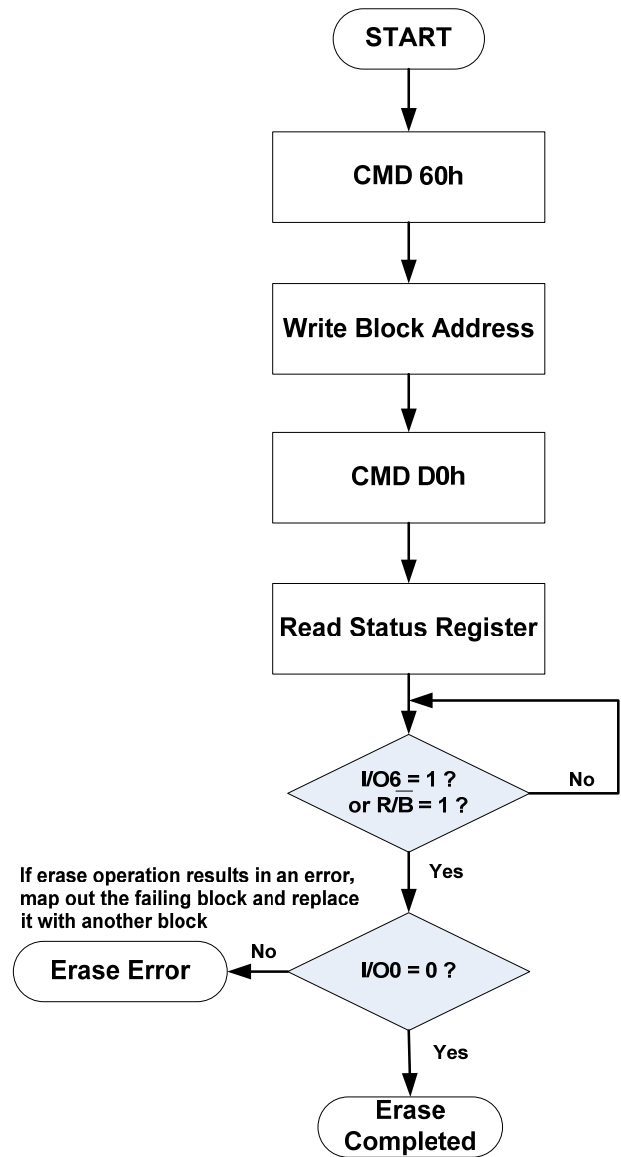 START
CMD 60h
Write Block Address
CMD D0h
Read Status Register
I/O6 = 1 ?
or R/B̅ = 1 ?
No
Yes
If erase operation results in an error,
map out the failing block and replace
it with another block
No
Erase Error
I/O0 = 0 ?
Yes
Erase
Completed